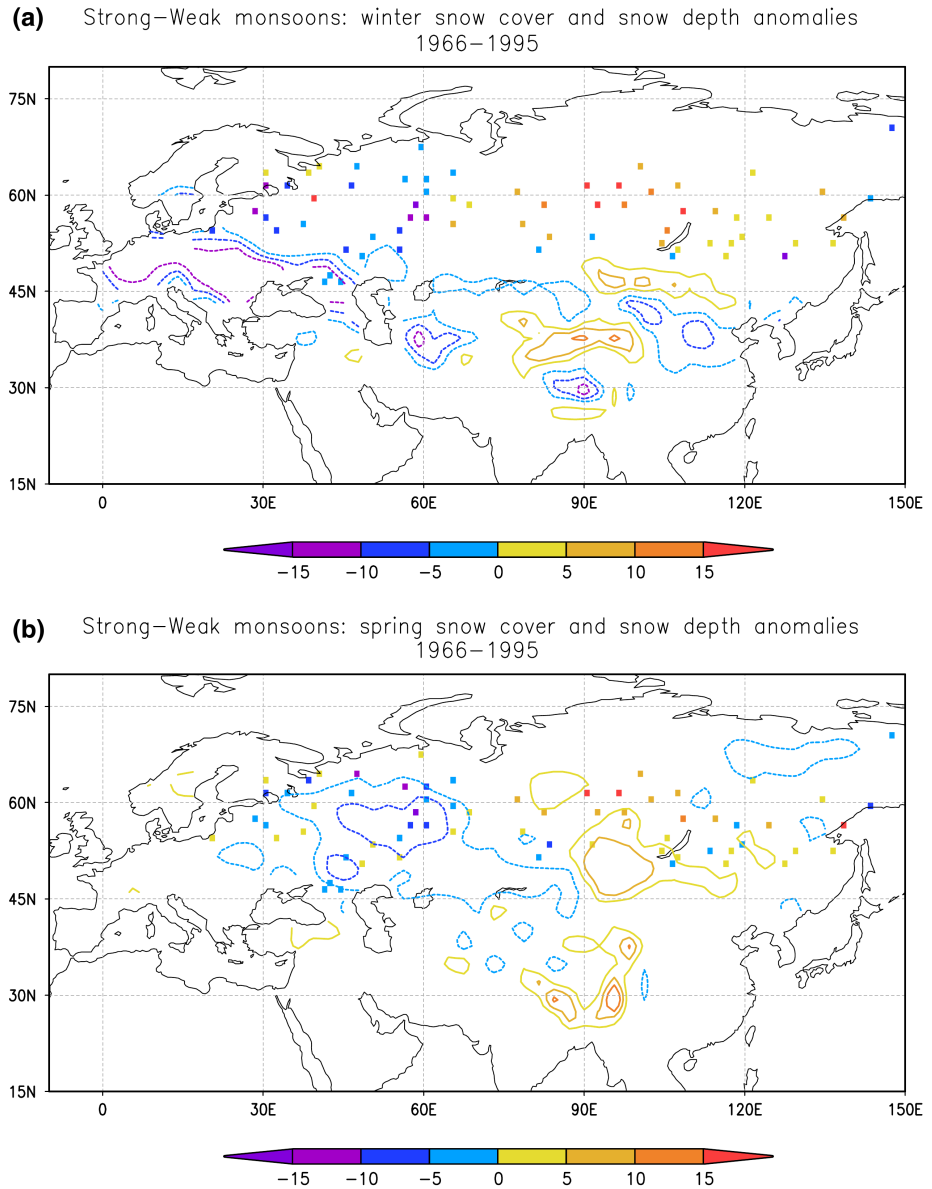 (a) Strong-Weak monsoons: winter snow cover and snow depth anomalies
1966-1995
75N
60N
45N
30N
15N
0 30E 60E 90E 120E 150E
-15 -10 -5 0 5 10 15
(b) Strong-Weak monsoons: spring snow cover and snow depth anomalies
1966-1995
75N
60N
45N
30N
15N
0 30E 60E 90E 120E 150E
-15 -10 -5 0 5 10 15